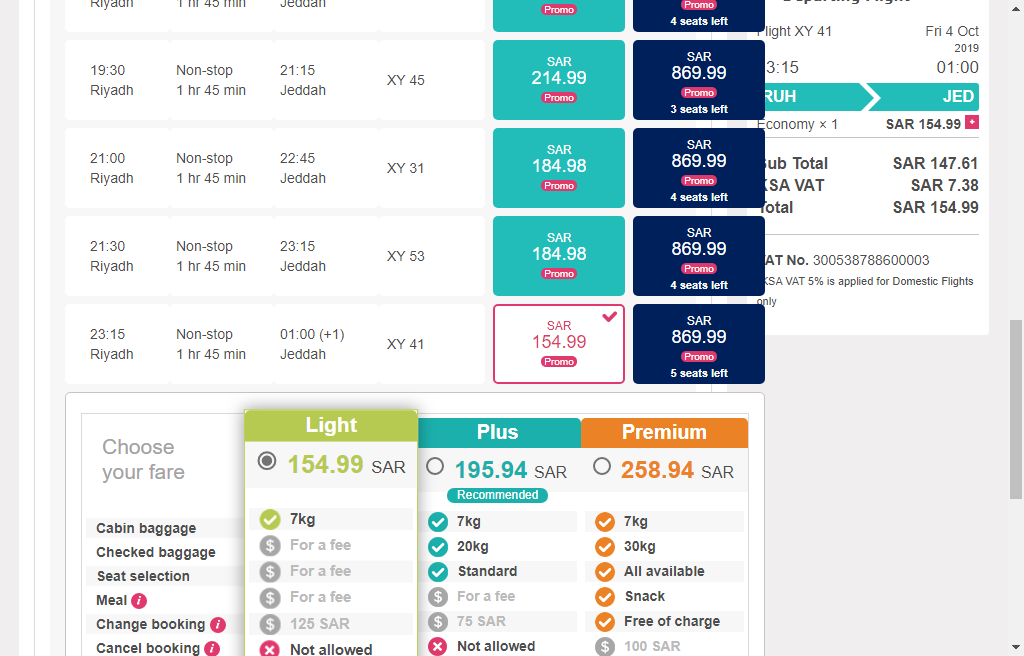 Riyadh
1 hr 45 min
Jeddah
Promo
Promo
4 seats left
19:30
Non-stop
21:15
Riyadh
1 hr 45 min
Jeddah
XY 45
SAR
214.99
Promo
SAR
869.99
Promo
3 seats left
21:00
Non-stop
22:45
Riyadh
1 hr 45 min
Jeddah
XY 31
SAR
184.98
Promo
SAR
869.99
Promo
4 seats left
21:30
Non-stop
23:15
Riyadh
1 hr 45 min
Jeddah
XY 53
SAR
184.98
Promo
SAR
869.99
Promo
4 seats left
23:15
Non-stop
01:00 (+1)
Riyadh
1 hr 45 min
Jeddah
XY 41
SAR
154.99
Promo
SAR
869.99
Promo
5 seats left
Flight XY 41
Fri 4 Oct
2019
3:15
01:00
RUH
JED
Economy × 1
SAR 154.99
Sub Total
SAR 147.61
KSA VAT
SAR 7.38
Total
SAR 154.99
VAT No. 300538788600003
KSA VAT 5% is applied for Domestic Flights
only
Choose
your fare
Light
154.99 SAR
Plus
195.94 SAR
Recommended
Premium
258.94 SAR
Cabin baggage
7kg
7kg
7kg
Checked baggage
For a fee
20kg
30kg
Seat selection
For a fee
Standard
All available
Meal
For a fee
For a fee
Snack
Change booking
125 SAR
75 SAR
Free of charge
Cancel booking
Not allowed
Not allowed
100 SAR